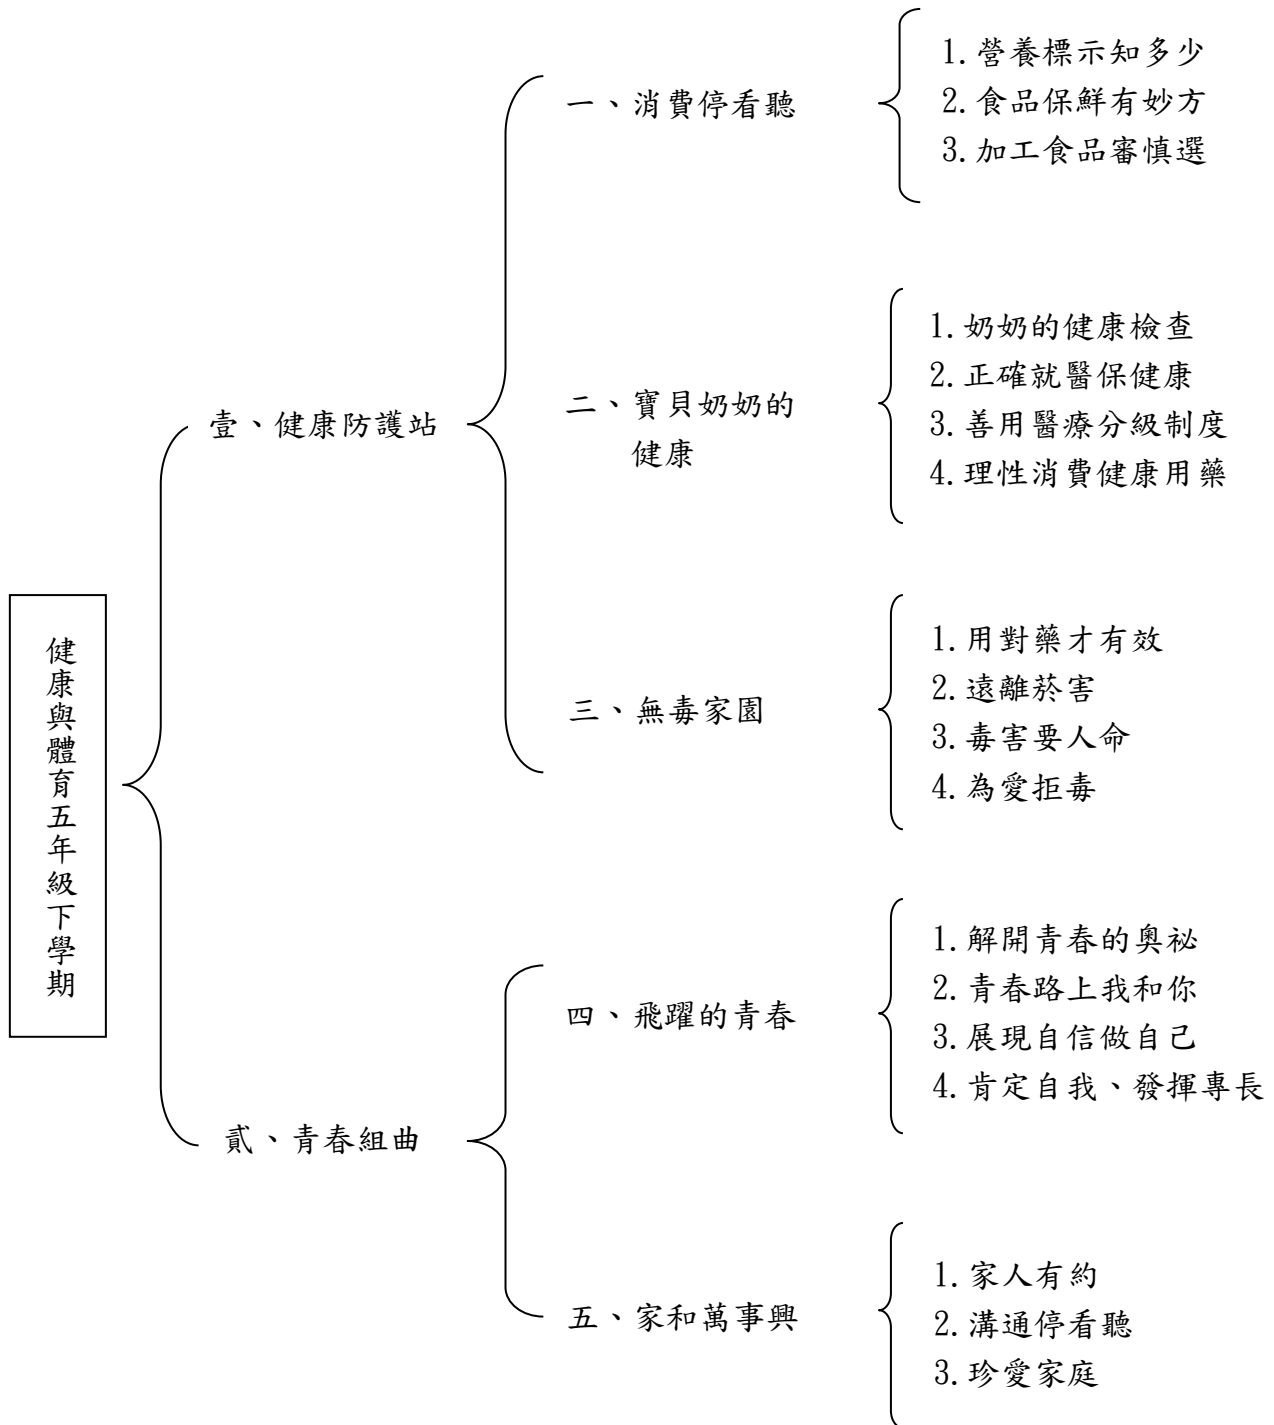 健康與體育五年級下學期
壹、健康防護站
一、消費停看聽
1.營養標示知多少
2.食品保鮮有妙方
3.加工食品審慎選
二、寶貝奶奶的
健康
1.奶奶的健康檢查
2.正確就醫保健康
3.善用醫療分級制度
4.理性消費健康用藥
三、無毒家園
1.用對藥才有效
2.遠離菸害
3.毒害要人命
4.為愛拒毒
貳、青春組曲
四、飛躍的青春
1.解開青春的奧祕
2.青春路上我和你
3.展現自信做自己
4.肯定自我、發揮專長
五、家和萬事興
1.家人有約
2.溝通停看聽
3.珍愛家庭